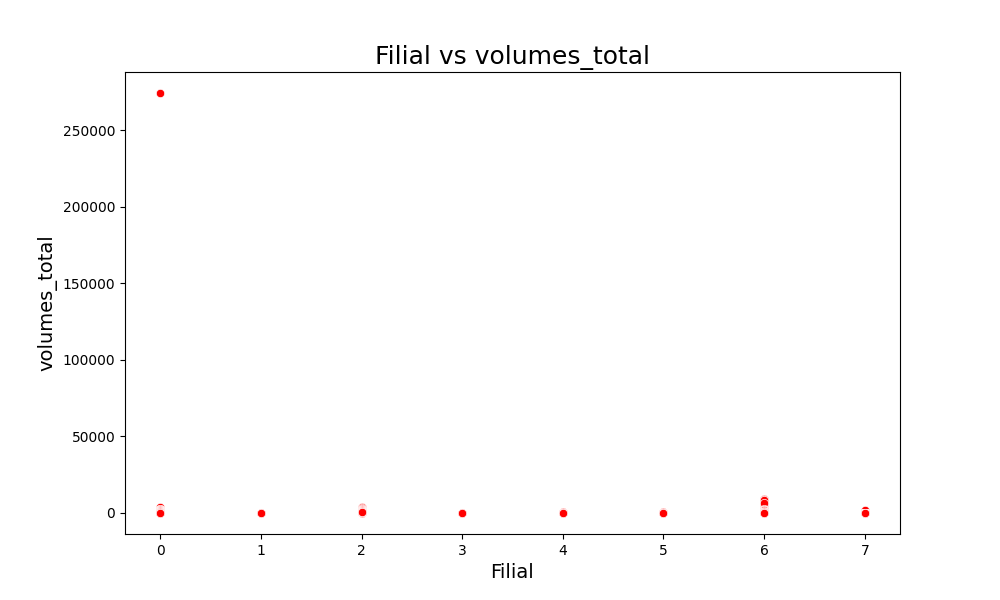 Filial vs volumes_total
volumes_total
250000
200000
150000
100000
50000
0
0 1 2 3 4 5 6 7
Filial